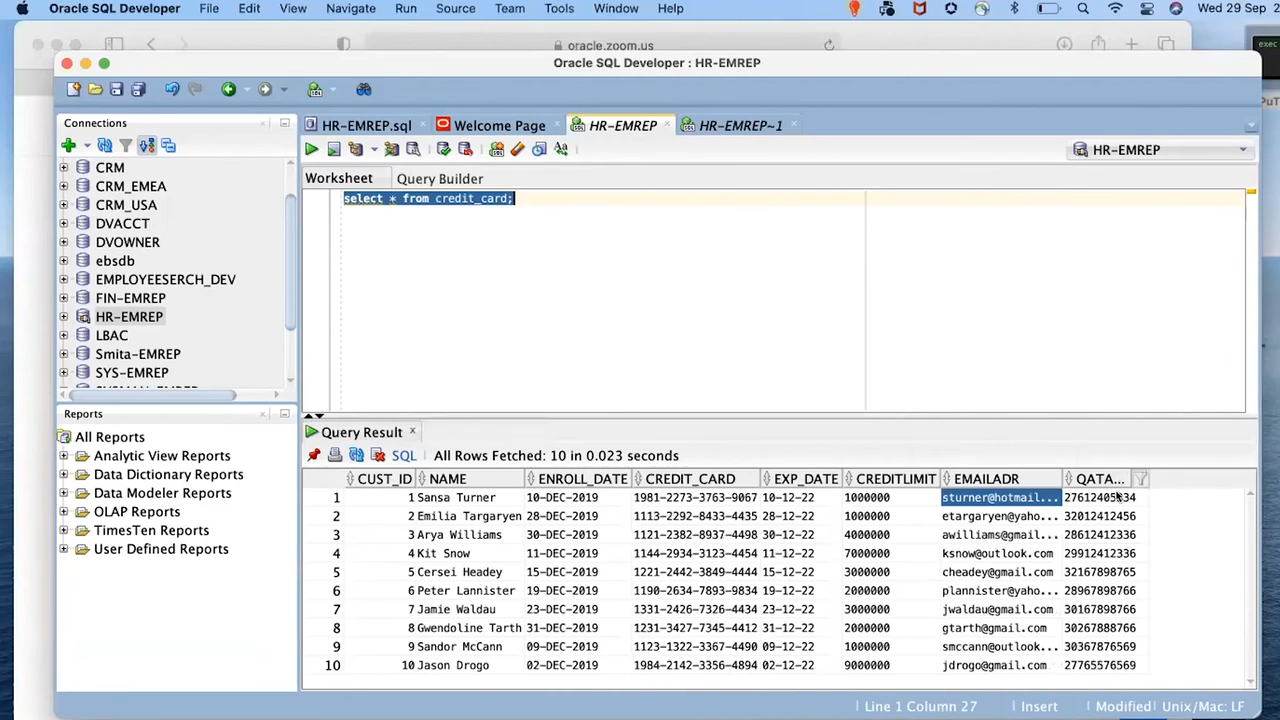 Oracle SQL Developer File Edit View Navigate Run Source Team Tools Window Help Wed 29 Sep
oracle.zoom.us
exec
Oracle SQL Developer : HR-EMREP
Connections
HR-EMREP.sql Welcome Page HR-EMREP HR-EMREP~1
HR-EMREP
Worksheet Query Builder
select * from credit_card;
CRM
CRM_EMEA
CRM_USA
DVACCT
DVOWNER
ebsdb
EMPLOYEESERCH_DEV
FIN-EMREP
HR-EMREP
LBAC
Smita-EMREP
SYS-EMREP
Reports
All Reports
Analytic View Reports
Data Dictionary Reports
Data Modeler Reports
OLAP Reports
TimesTen Reports
User Defined Reports
Query Result
SQL All Rows Fetched: 10 in 0.023 seconds
CUST_ID NAME ENROLL_DATE CREDIT_CARD EXP_DATE CREDITLIMIT EMAILADR QATA...
1 1 Sansa Turner 10-DEC-2019 1981-2273-3763-9067 10-12-22 1000000 sturner@hotmail...
2 2 Emilia Targaryen 28-DEC-2019 1113-2292-8433-4435 28-12-22 1000000 etargaryen@yaho... 32012412456
3 3 Arya Williams 30-DEC-2019 1121-2382-8937-4498 30-12-22 4000000 awilliams@gmail... 28612412336
4 4 Kit Snow 11-DEC-2019 1144-2934-3123-4454 11-12-22 7000000 ksnow@outlook.com 29912412336
5 5 Cersei Headey 15-DEC-2019 1221-2442-3849-4444 15-12-22 3000000 cheadey@gmail.com 32167898765
6 6 Peter Lannister 19-DEC-2019 1190-2634-7893-4834 19-12-22 2000000 plannister@yaho... 28967898766
7 7 Jamie Waldau 23-DEC-2019 1331-2426-7326-4434 23-12-22 3000000 jwaldau@gmail.com 30167898766
8 8 Gwendoline Tarth 31-DEC-2019 1231-3427-7345-4412 31-12-22 2000000 gtarth@gmail.com 30267888766
9 9 Sandor McCann 09-DEC-2019 1123-1322-3367-4490 09-12-22 1000000 smccann@outlook... 30367876569
10 10 Jason Drogo 02-DEC-2019 1984-2142-3356-4894 02-12-22 9000000 jdrogo@gmail.com 27765576569
Line 1 Column 27 Insert Modified Unix/Mac: LF